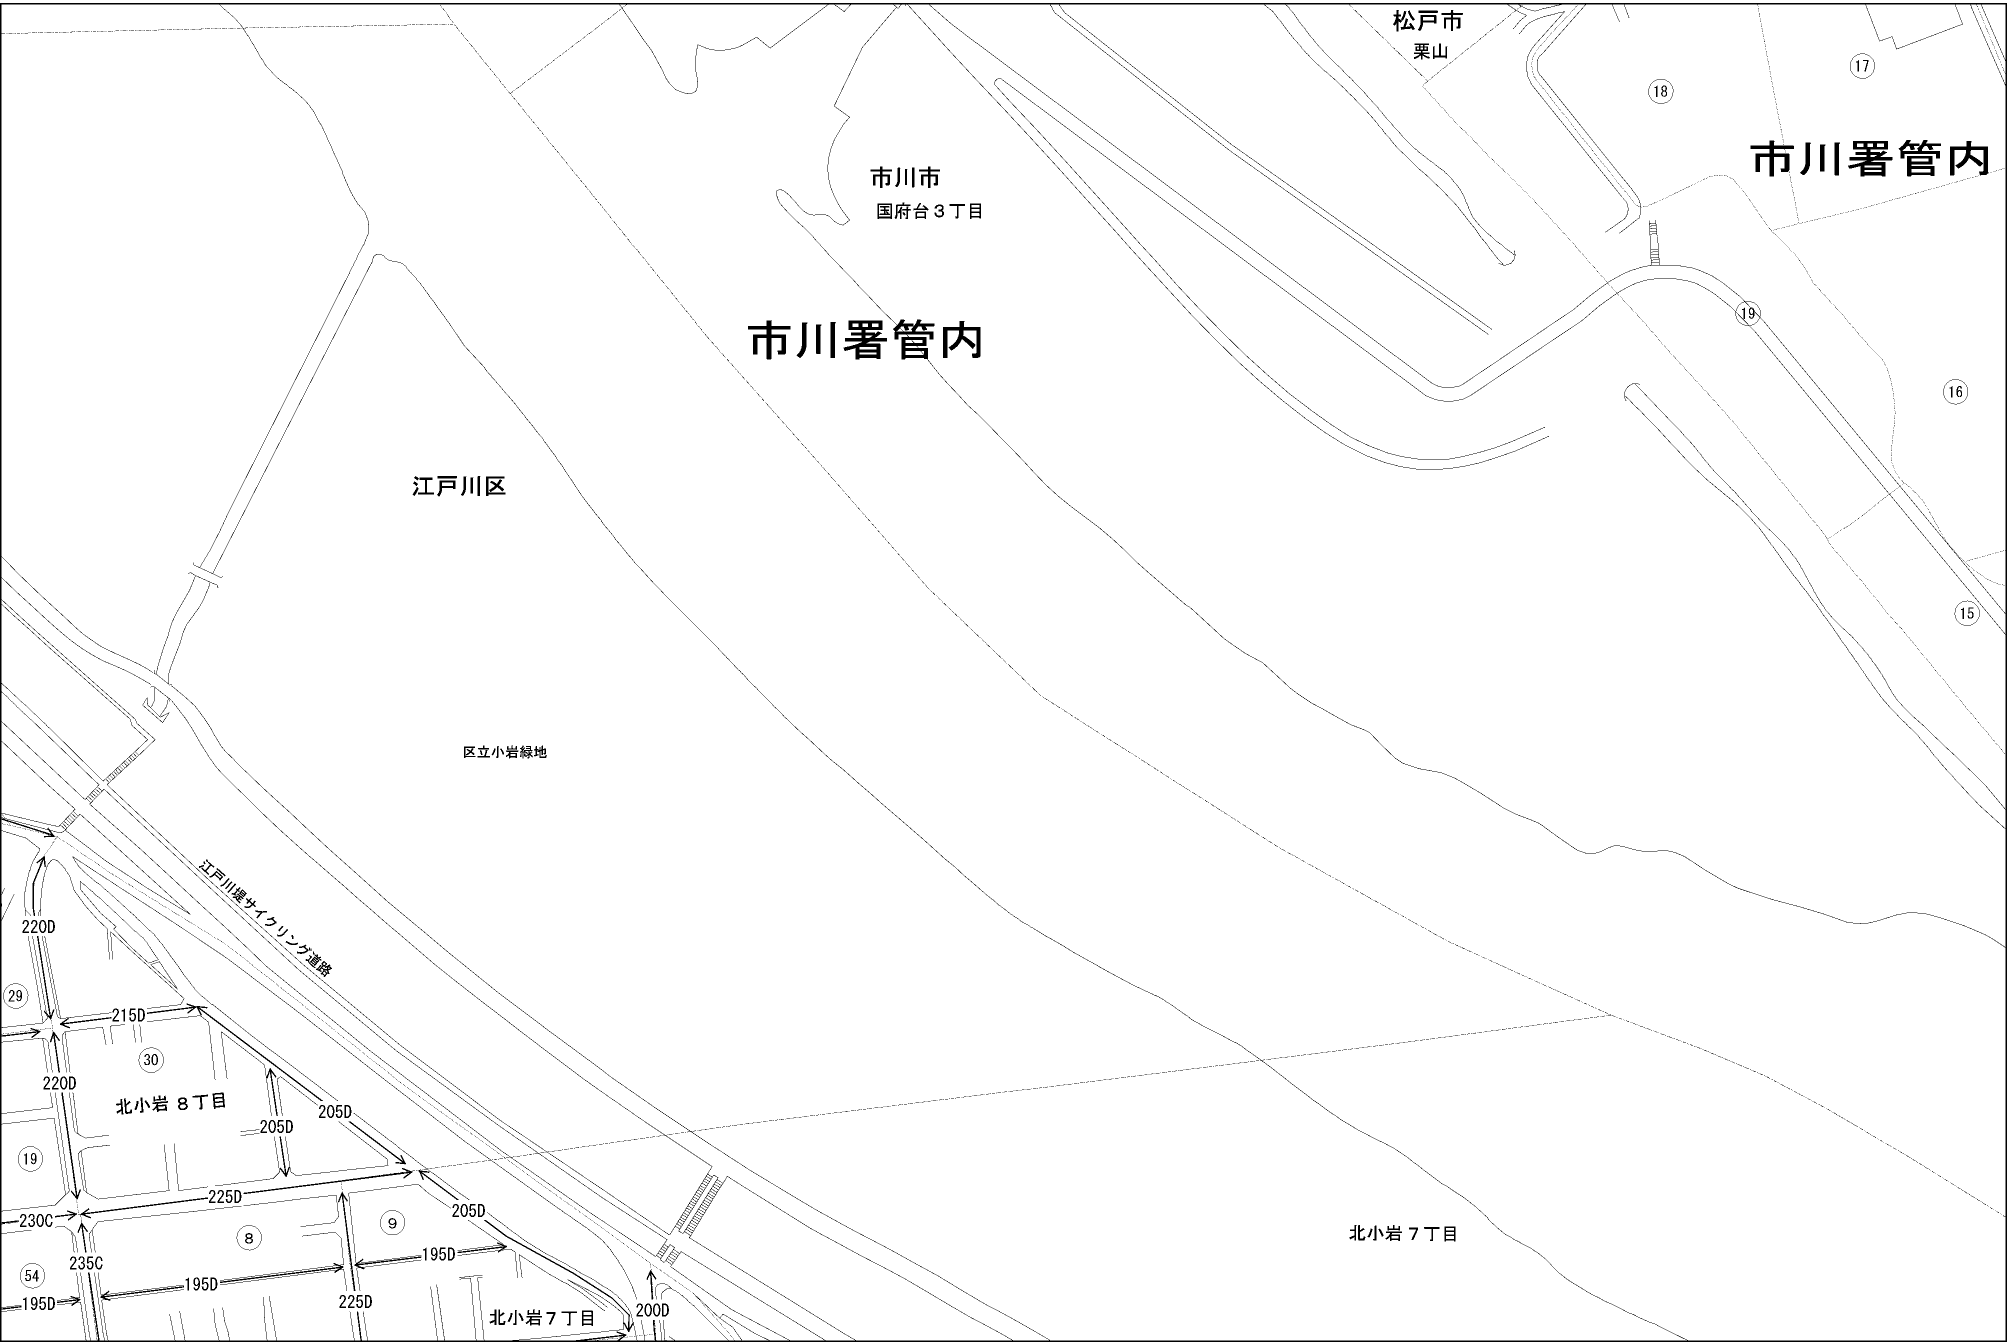 松戸市
栗山
17
18
市川署管内
市川市
国府台３丁目
19
市川署管内
16
江戸川区
15
区立小岩緑地
江戸川堤サイクリング道路
220D
29
215D
30
220D
北小岩 ８丁目
205D
205D
19
225D
230C
205D
9
8
北小岩７丁目
195D
235C
54
195D
195D
225D
200D
北小岩７丁目